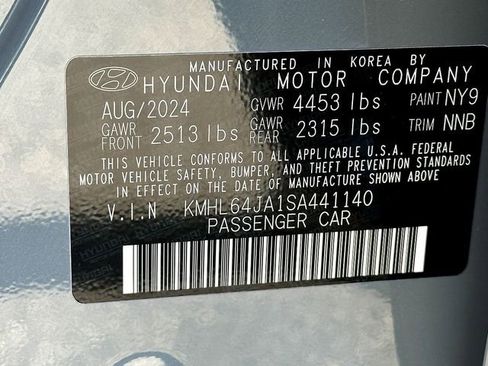 MANUFACTURED IN KOREA BY
HYUNDAI MOTOR COMPANY
AUG/2024 GVWR 4453 lbs PAINT NY9
GAWR FRONT 2513 lbs GAWR REAR 2315 lbs TRIM NNB
THIS VEHICLE CONFORMS TO ALL APPLICABLE U.S.A. FEDERAL
MOTOR VEHICLE SAFETY, BUMPER, AND THEFT PREVENTION STANDARDS
IN EFFECT ON THE DATE OF MANUFACTURE SHOWN ABOVE
V.I.N KMHL64JA1SA441140
PASSENGER CAR